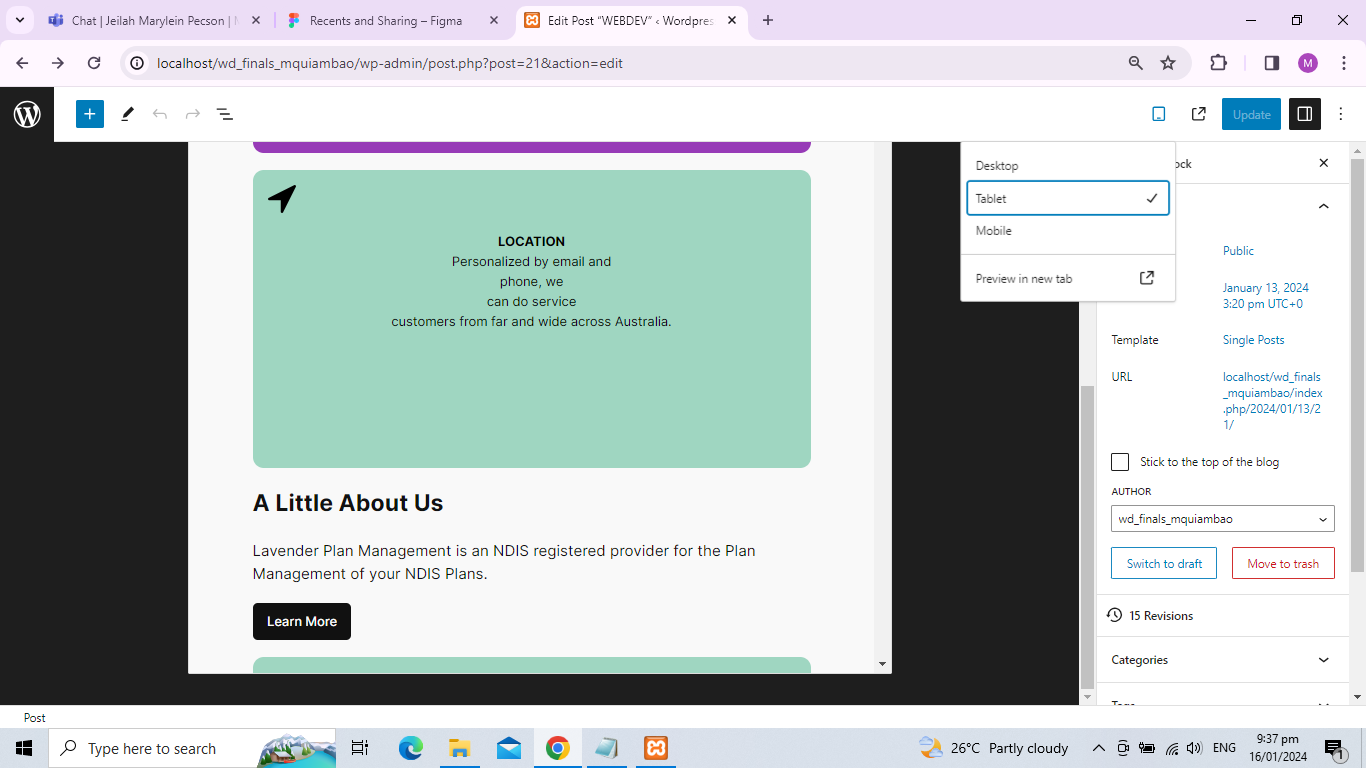 Chat | Jeilah Marylein Pecson | M
Recents and Sharing – Figma
Edit Post “WEBDEV” ‹ Wordpres
localhost/wd_finals_mquiambao/wp-admin/post.php?post=21&action=edit
M
Update
Desktop
Tablet
Mobile
Preview in new tab
ock
Public
January 13, 2024
3:20 pm UTC+0
Template
Single Posts
URL
localhost/wd_finals
_mquiambao/index
.php/2024/01/13/2
1/
Stick to the top of the blog
AUTHOR
wd_finals_mquiambao
Switch to draft
Move to trash
15 Revisions
Categories
Tags
LOCATION
Personalized by email and
phone, we
can do service
customers from far and wide across Australia.
A Little About Us
Lavender Plan Management is an NDIS registered provider for the Plan
Management of your NDIS Plans.
Learn More
Post
Type here to search
26°C Partly cloudy
ENG
9:37 pm
16/01/2024
1